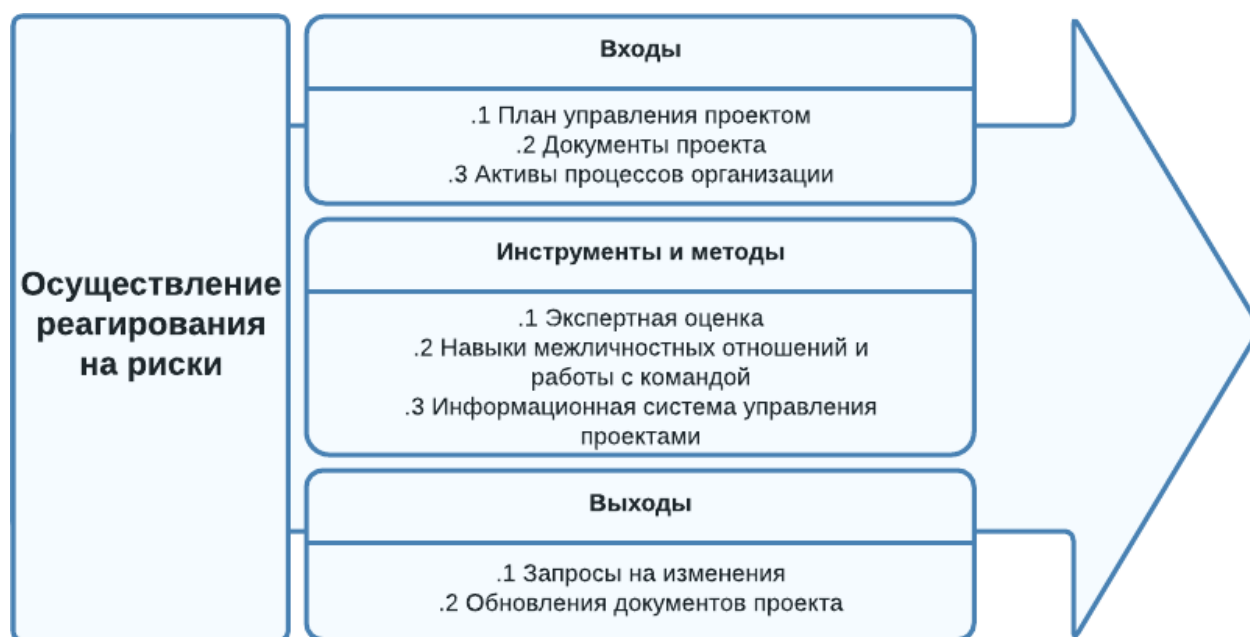 Осуществление
реагирования
на риски
Входы
.1 План управления проектом
.2 Документы проекта
.3 Активы процессов организации
Инструменты и методы
.1 Экспертная оценка
.2 Навыки межличностных отношений и
работы с командой
.3 Информационная система управления
проектами
Выходы
.1 Запросы на изменения
.2 Обновления документов проекта